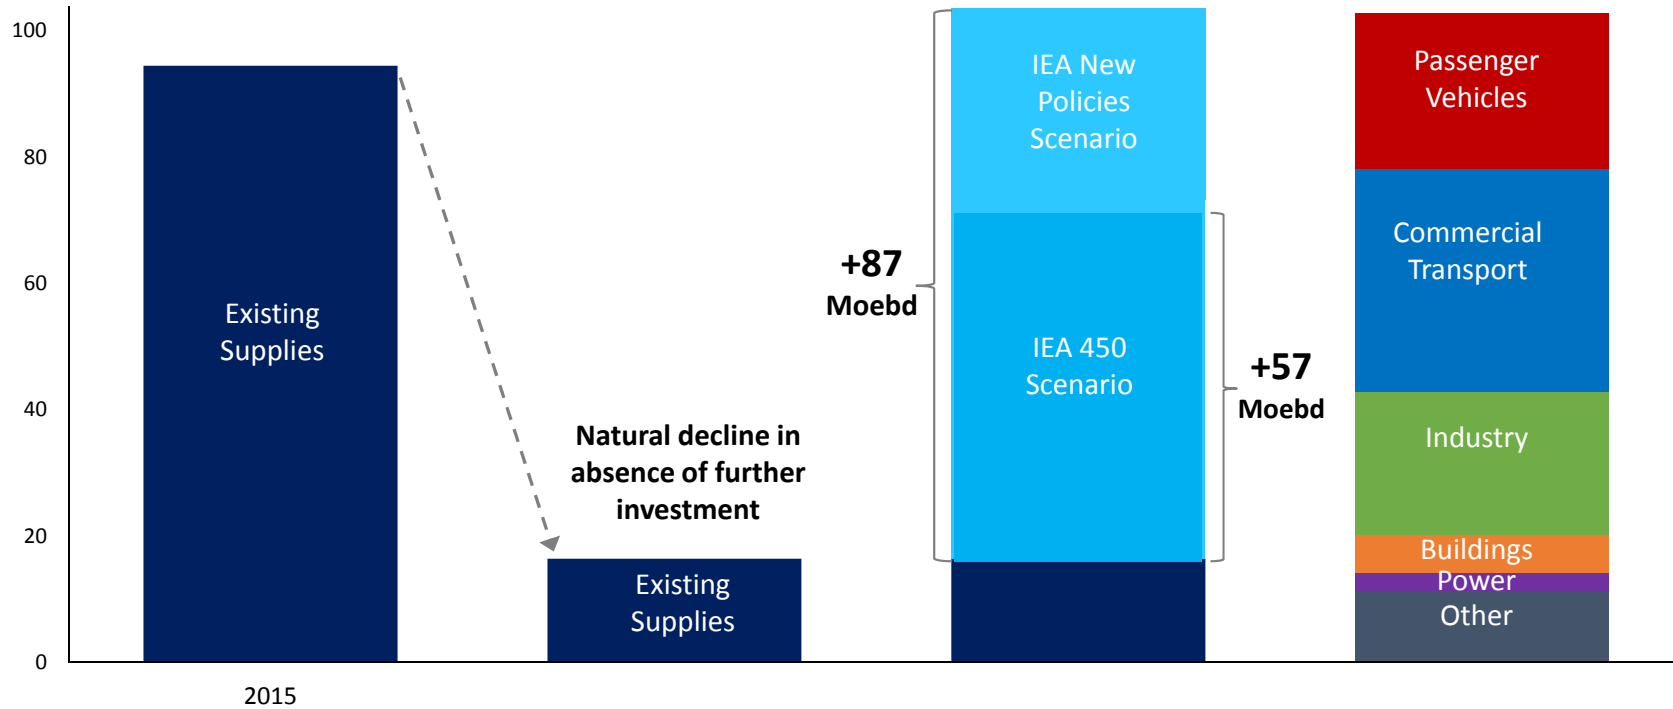 100
80
60
40
20
0
Existing
Supplies
2015
Natural decline in
absence of further
investment
Existing
Supplies
+87
Moebd
IEA New
Policies
Scenario
IEA 450
Scenario
+57
Moebd
Passenger
Vehicles
Commercial
Transport
Industry
Buildings
Power
Other